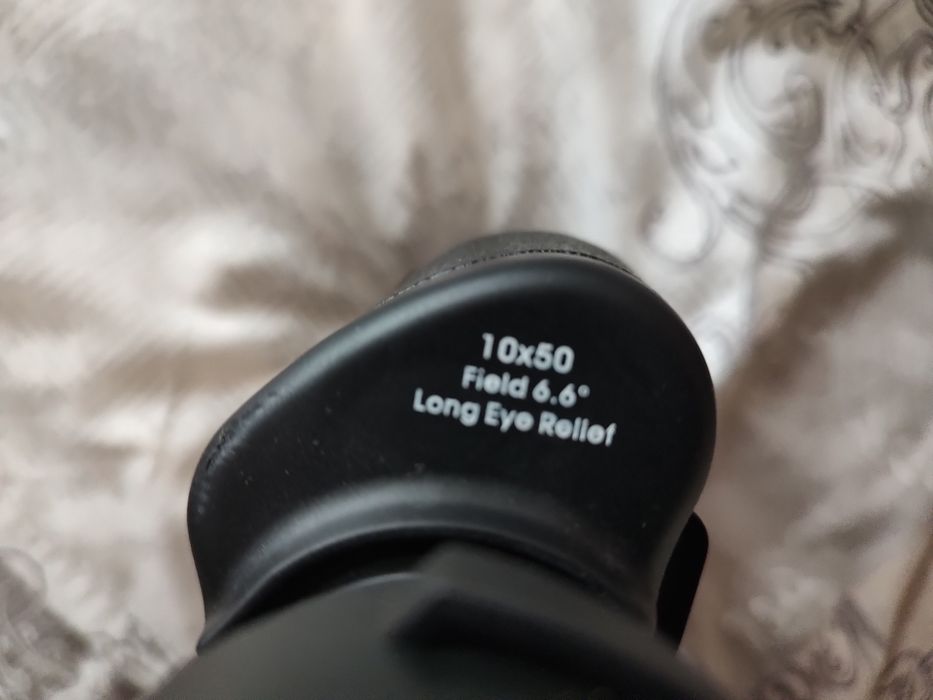 10x50
Field 6.6°
Long Eye Relief